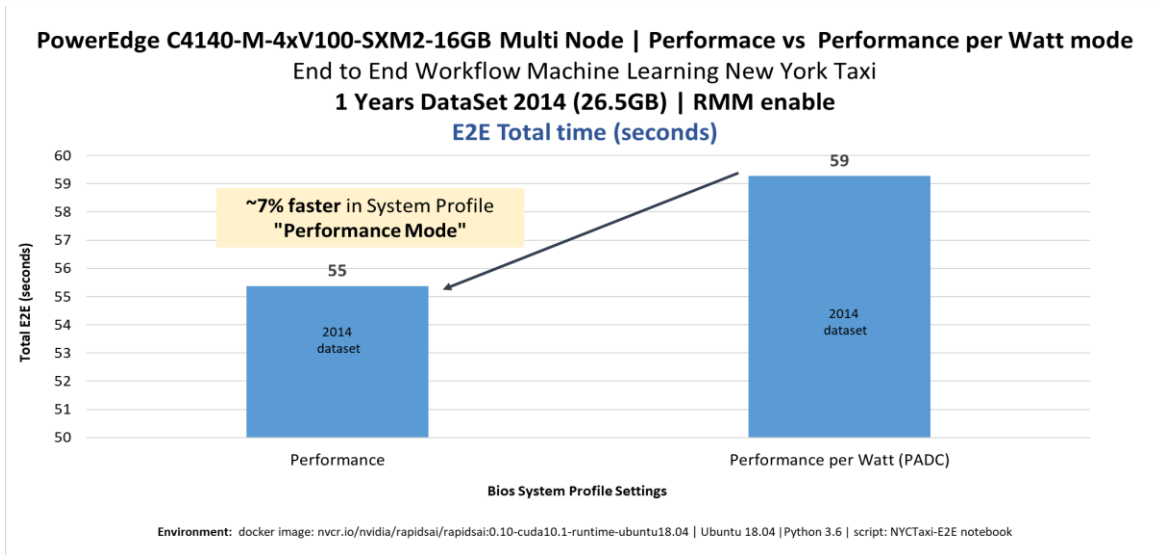 PowerEdge C4140-M-4xV100-SXM2-16GB Multi Node | Performace vs Performance per Watt mode
End to End Workflow Machine Learning New York Taxi
1 Years DataSet 2014 (26.5GB) | RMM enable
E2E Total time (seconds)
Total E2E (seconds)
60
59
58
57
56
55
54
53
52
51
50
~7% faster in System Profile
"Performance Mode"
55
59
2014
dataset
2014
dataset
Performance
Performance per Watt (PADC)
Bios System Profile Settings
Environment: docker image: nvcr.io/nvidia/rapidsai/rapidsai:0.10-cuda10.1-runtime-ubuntu18.04 | Ubuntu 18.04 |Python 3.6 | script: NYCTaxi-E2E notebook